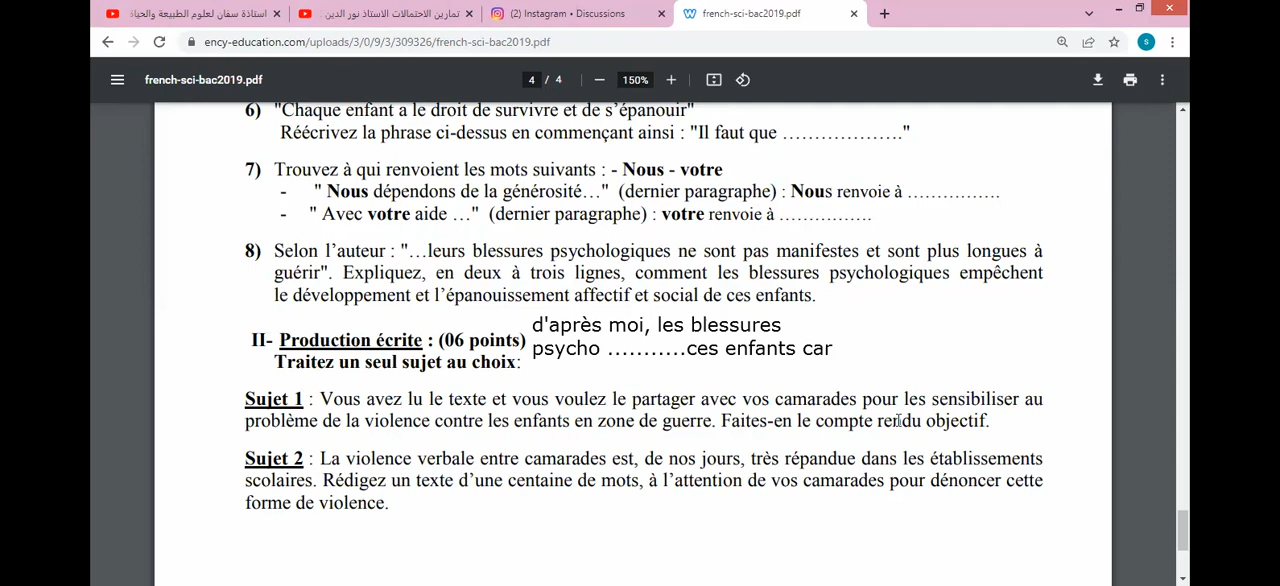 استاذة سفان لعلوم الطبيعة والحياة
تمارين الاحتمالات الاستاذ نور الدين
(2) Instagram • Discussions
french-sci-bac2019.pdf
ency-education.com/uploads/3/0/9/3/309326/french-sci-bac2019.pdf
s
french-sci-bac2019.pdf
4 / 4
150%
6) "Chaque enfant a le droit de survivre et de s’épanouir"
Réécrivez la phrase ci-dessus en commençant ainsi : "Il faut que ……………….."
7) Trouvez à qui renvoient les mots suivants : - Nous - votre
- " Nous dépendons de la générosité…" (dernier paragraphe) : Nous renvoie à …………….
- " Avec votre aide …" (dernier paragraphe) : votre renvoie à …………….
8) Selon l’auteur : "…leurs blessures psychologiques ne sont pas manifestes et sont plus longues à
guérir". Expliquez, en deux à trois lignes, comment les blessures psychologiques empêchent
le développement et l’épanouissement affectif et social de ces enfants.
d'après moi, les blessures
psycho ...........ces enfants car
II- Production écrite : (06 points)
Traitez un seul sujet au choix:
Sujet 1 : Vous avez lu le texte et vous voulez le partager avec vos camarades pour les sensibiliser au
problème de la violence contre les enfants en zone de guerre. Faites-en le compte rendu objectif.
Sujet 2 : La violence verbale entre camarades est, de nos jours, très répandue dans les établissements
scolaires. Rédigez un texte d’une centaine de mots, à l’attention de vos camarades pour dénoncer cette
forme de violence.